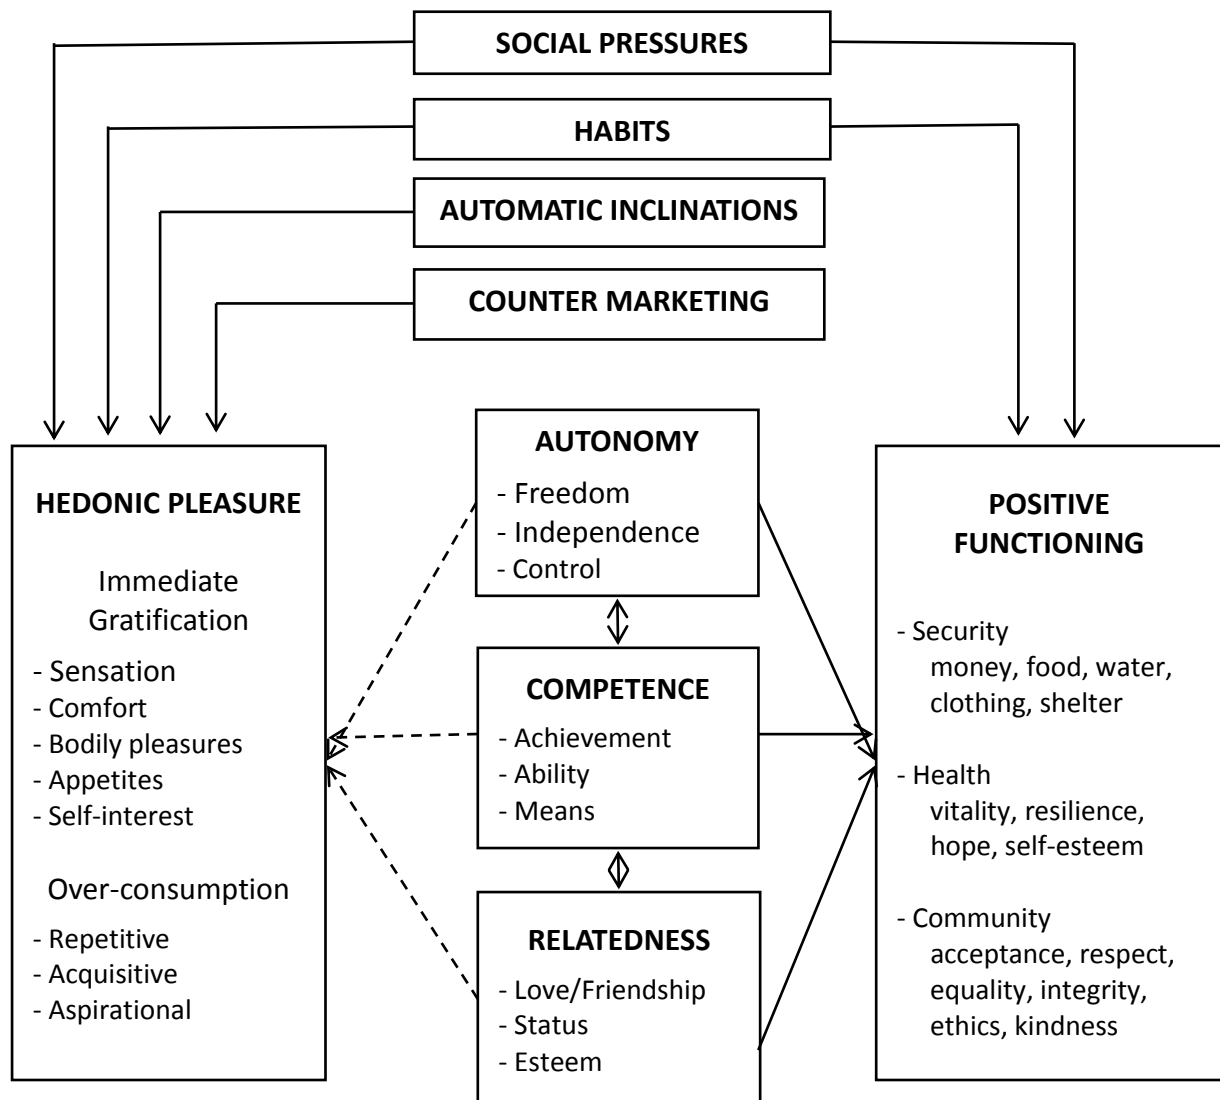 SOCIAL PRESSURES
HABITS
AUTOMATIC INCLINATIONS
COUNTER MARKETING
HEDONIC PLEASURE
Immediate
Gratification
- Sensation
- Comfort
- Bodily pleasures
- Appetites
- Self-interest
Over-consumption
- Repetitive
- Acquisitive
- Aspirational
AUTONOMY
- Freedom
- Independence
- Control
COMPETENCE
- Achievement
- Ability
- Means
RELATEDNESS
- Love/Friendship
- Status
- Esteem
POSITIVE
FUNCTIONING
- Security
money, food, water,
clothing, shelter
- Health
vitality, resilience,
hope, self-esteem
- Community
acceptance, respect,
equality, integrity,
ethics, kindness